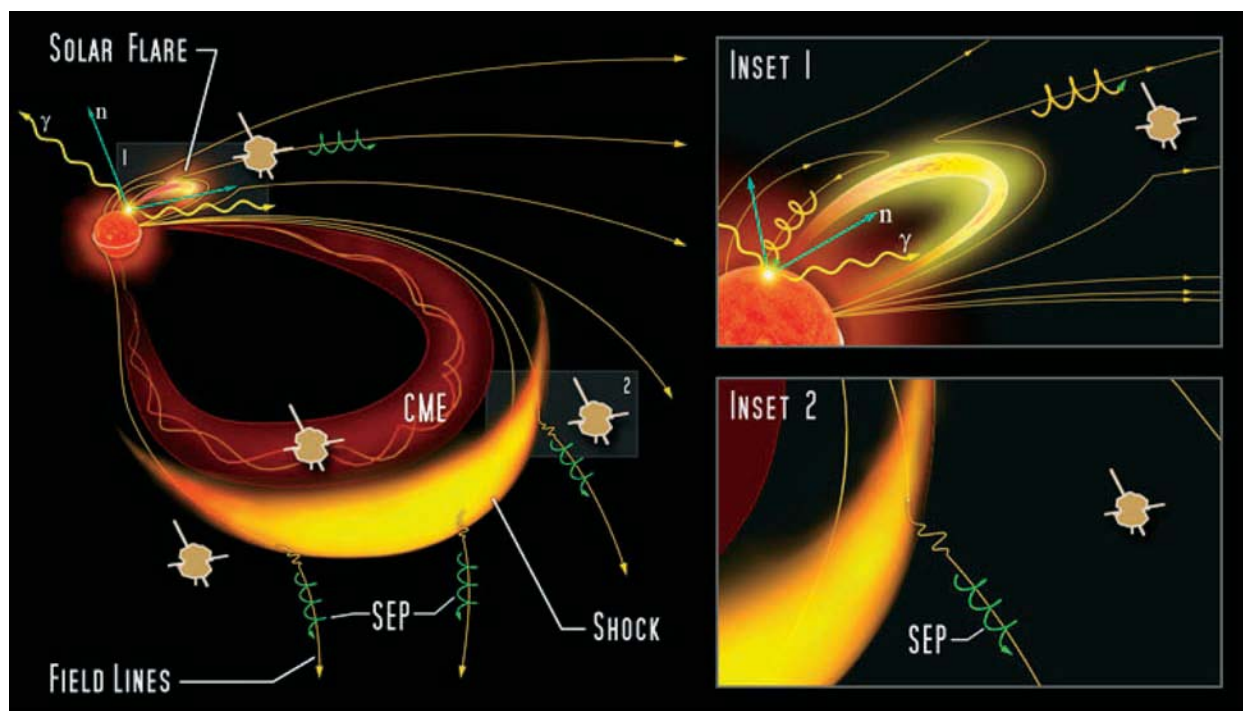 SOLAR FLARE
γ
n
1
CME
2
SEP
SHOCK
FIELD LINES
INSET 1
n
γ
INSET 2
SEP